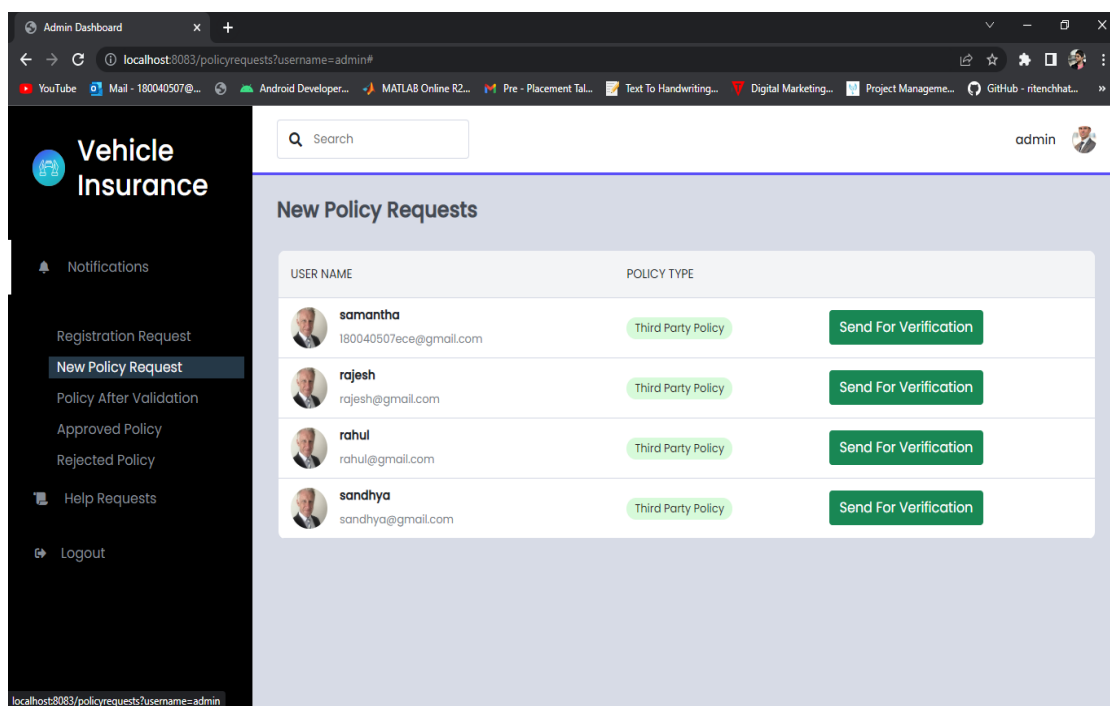 Admin Dashboard
localhost:8083/policyrequests?username=admin#
YouTube Mail - 180040507@... Android Developer... MATLAB Online R2... Pre - Placement Tal... Text To Handwriting... Digital Marketing... Project Manageme... GitHub - ritenchhat... »
Vehicle
Insurance
Search
admin
New Policy Requests
Notifications
Registration Request
New Policy Request
Policy After Validation
Approved Policy
Rejected Policy
Help Requests
Logout
USER NAME POLICY TYPE
samantha
180040507ece@gmail.com
Third Party Policy
Send For Verification
rajesh
rajesh@gmail.com
Third Party Policy
Send For Verification
rahul
rahul@gmail.com
Third Party Policy
Send For Verification
sandhya
sandhya@gmail.com
Third Party Policy
Send For Verification
localhost:8083/policyrequests?username=admin